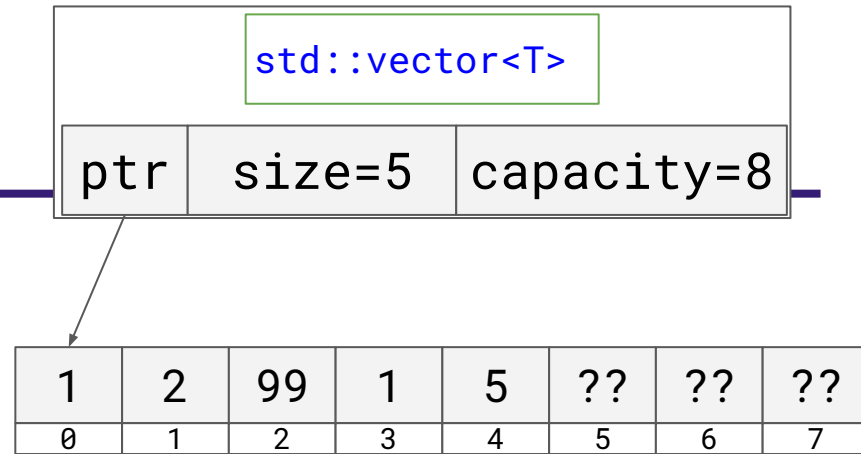 std::vector<T>
ptr size=5 capacity=8
1 2 99 1 5 ?? ?? ??
0 1 2 3 4 5 6 7